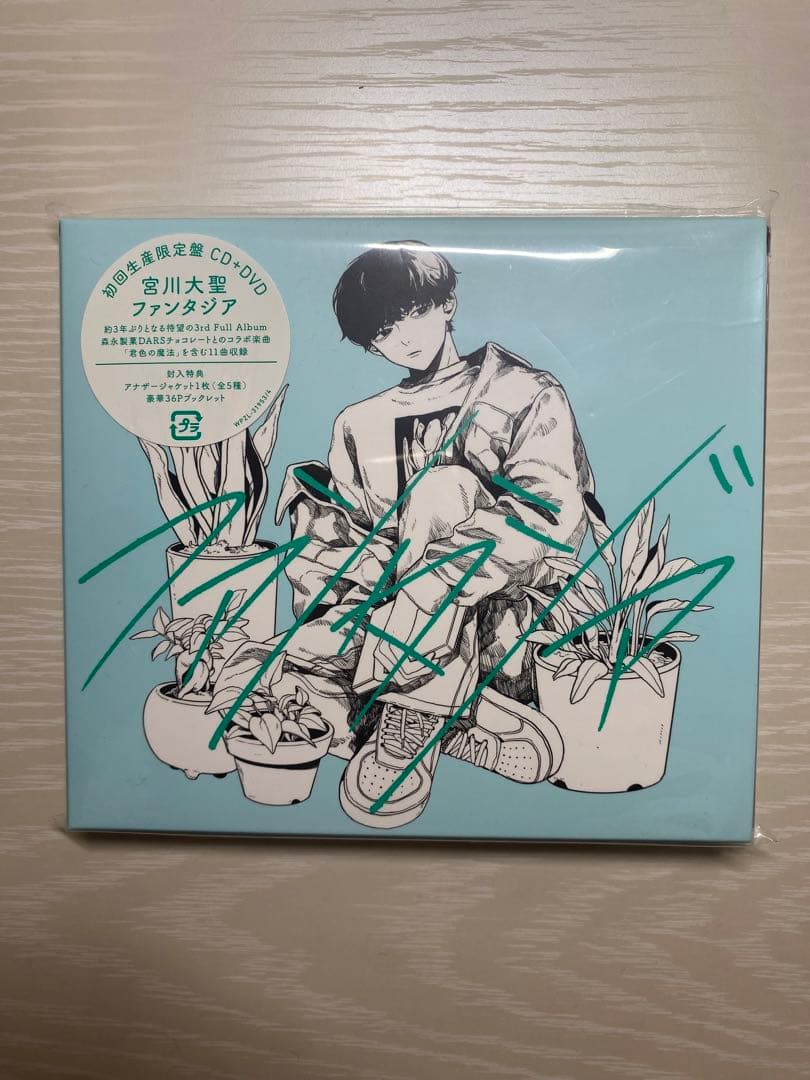 初回生産限定盤 CD+DVD
宮川大聖
ファンタジア
約3年ぶりとなる待望の3rd Full Album
森永製菓DARSチョコレートとのコラボ楽曲
「君色の魔法」を含む11曲収録
封入特典
アナザージャケット1枚(全5種)
豪華36Pブックレット
プラ
WPZL-31953/4
ファンタジア